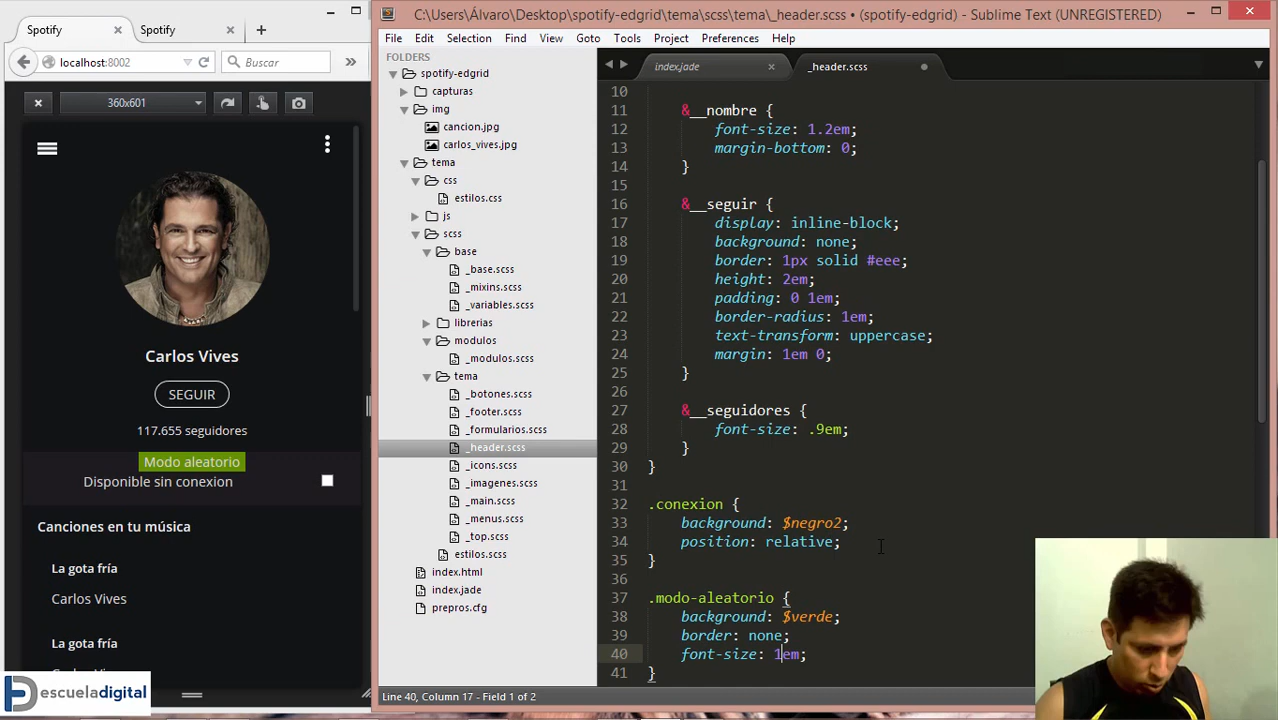 C:\Users\Álvaro\Desktop\spotify-edgrid\tema\scss\tema\_header.scss • (spotify-edgrid) - Sublime Text (UNREGISTERED)
Spotify
Spotify
localhost:8002
Buscar
360x601
Carlos Vives
SEGUIR
117.655 seguidores
Modo aleatorio
Disponible sin conexion
Canciones en tu música
La gota fría
Carlos Vives
La gota fría
escueladigital
File Edit Selection Find View Goto Tools Project Preferences Help
FOLDERS
spotify-edgrid
capturas
img
cancion.jpg
carlos_vives.jpg
tema
css
estilos.css
js
scss
base
_base.scss
_mixins.scss
_variables.scss
librerias
modulos
_modulos.scss
tema
_botones.scss
_footer.scss
_formularios.scss
_header.scss
_icons.scss
_imagenes.scss
_main.scss
_menus.scss
_top.scss
estilos.scss
index.html
index.jade
prepros.cfg
index.jade
_header.scss
10
11 &__nombre {
12 font-size: 1.2em;
13 margin-bottom: 0;
14 }
15
16 &__seguir {
17 display: inline-block;
18 background: none;
19 border: 1px solid #eee;
20 height: 2em;
21 padding: 0 1em;
22 border-radius: 1em;
23 text-transform: uppercase;
24 margin: 1em 0;
25 }
26
27 &__seguidores {
28 font-size: .9em;
29 }
30 }
31
32 .conexion {
33 background: $negro2;
34 position: relative;
35 }
36
37 .modo-aleatorio {
38 background: $verde;
39 border: none;
40 font-size: 1em;
41 }
Line 40, Column 17 - Field 1 of 2